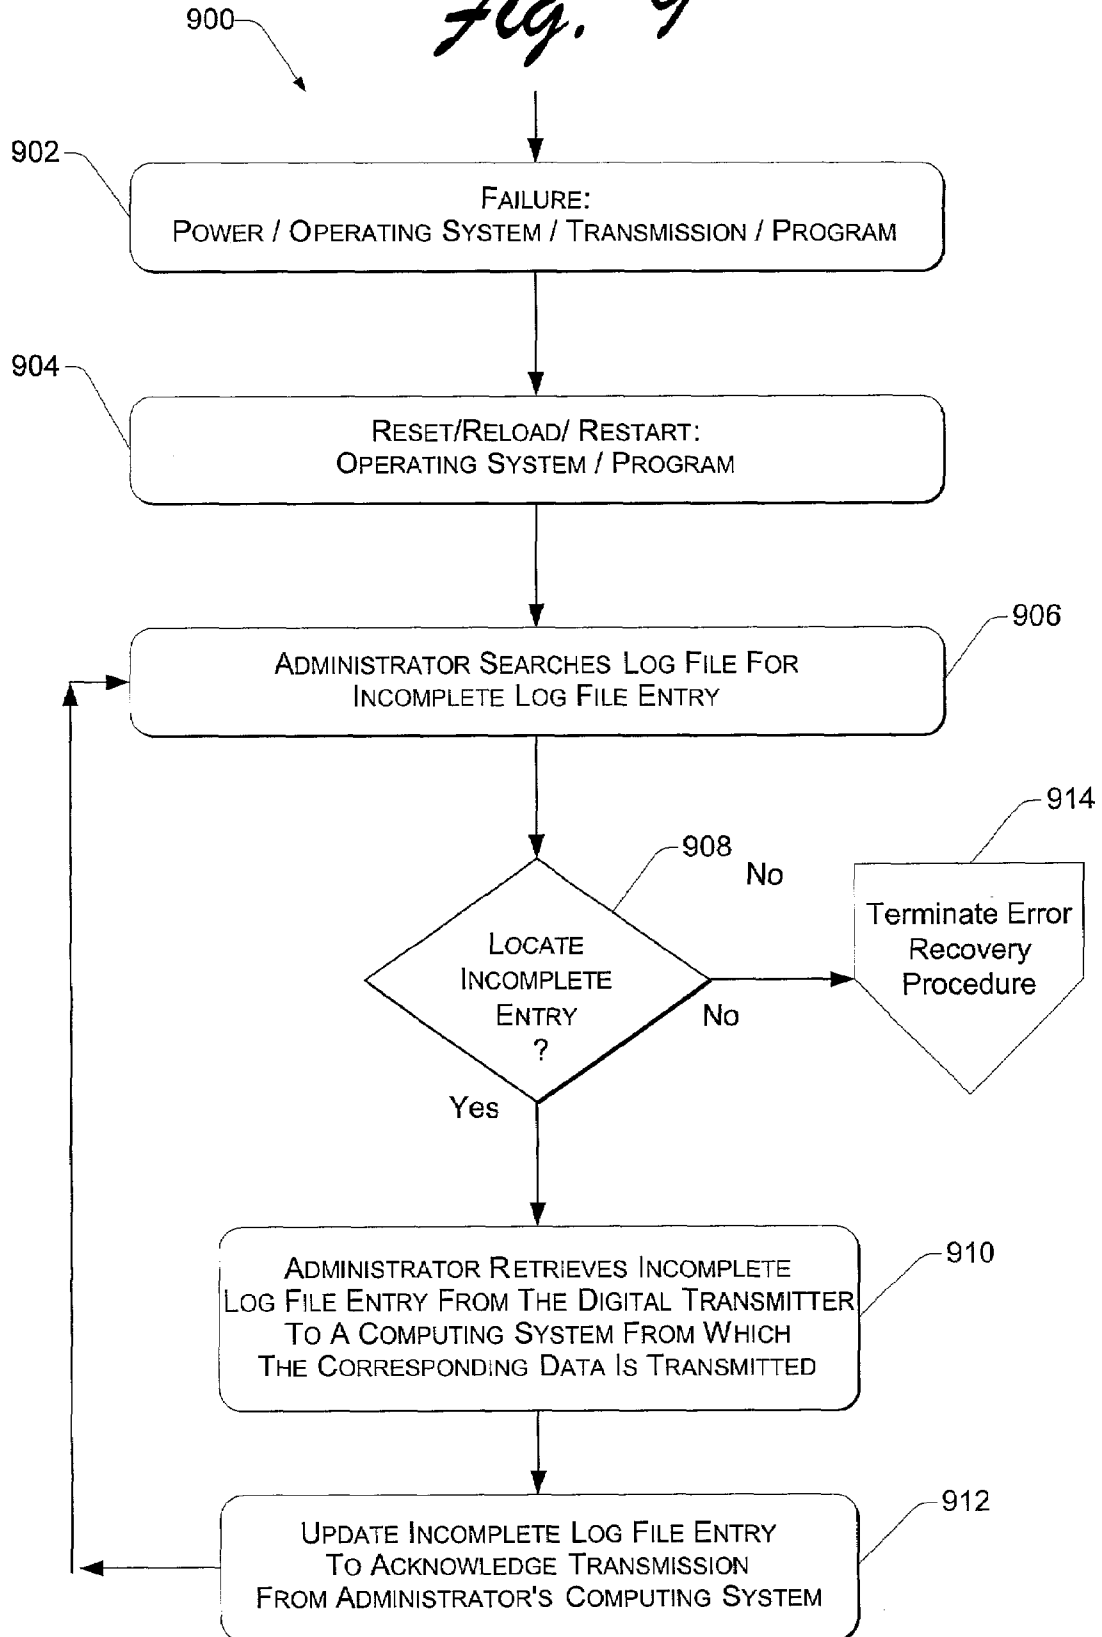 Fig. 9
900
902
FAILURE:
POWER / OPERATING SYSTEM / TRANSMISSION / PROGRAM
904
RESET/RELOAD/ RESTART:
OPERATING SYSTEM / PROGRAM
906
ADMINISTRATOR SEARCHES LOG FILE FOR
INCOMPLETE LOG FILE ENTRY
914
908
No
Terminate Error
Recovery
Procedure
LOCATE
INCOMPLETE
ENTRY
?
No
Yes
910
ADMINISTRATOR RETRIEVES INCOMPLETE
LOG FILE ENTRY FROM THE DIGITAL TRANSMITTER
TO A COMPUTING SYSTEM FROM WHICH
THE CORRESPONDING DATA IS TRANSMITTED
912
UPDATE INCOMPLETE LOG FILE ENTRY
TO ACKNOWLEDGE TRANSMISSION
FROM ADMINISTRATOR'S COMPUTING SYSTEM